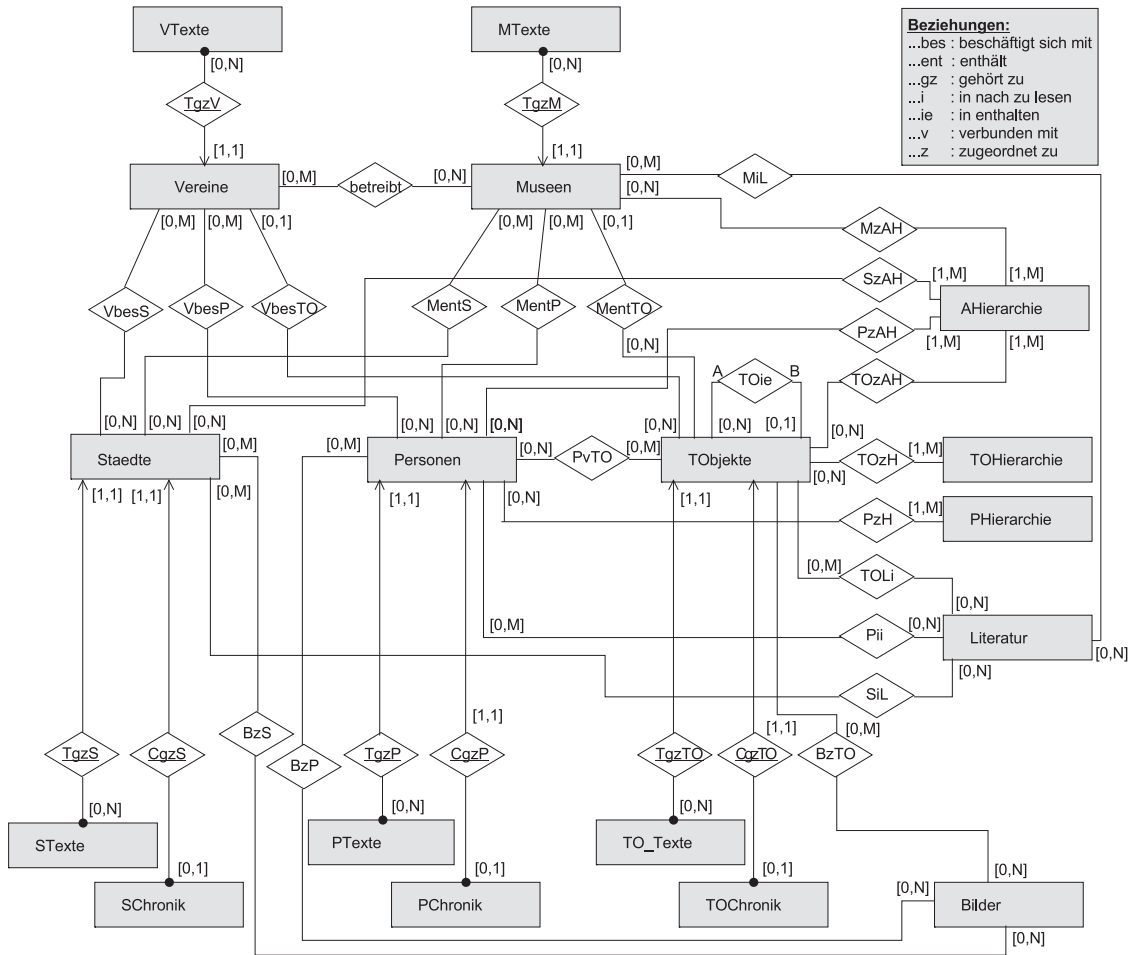 VTexte
MTexte
Beziehungen:
...bes : beschäftigt sich mit
...ent : enthält
...gz : gehört zu
...i : in nach zu lesen
...ie : in enthalten
...v : verbunden mit
...z : zugeordnet zu
[0,N]
[0,N]
TgzV
TgzM
[1,1]
[1,1]
[0,M]
Vereine
[0,M]
betreibt
[0,N]
Museen
[0,N]
MiL
[0,M]
[0,M]
[0,1]
[0,M]
[0,M]
[0,1]
MzAH
SzAH
[1,M]
[1,M]
VbesS
VbesP
VbesTO
MentS
MentP
MentTO
AHierarchie
PzAH
[1,M]
[1,M]
[0,N]
A
TOie
B
TOzAH
[0,N]
[0,N]
[0,N]
[0,N]
[0,N]
[0,N]
[0,N]
[0,N]
[0,1]
[0,N]
Staedte
[0,M]
[0,M]
Personen
[0,N]
PvTO
[0,M]
TObjekte
TOzH
[1,M]
TOHierarchie
[0,N]
[1,1]
[1,1]
[0,M]
[1,1]
[0,N]
[1,1]
PzH
[1,M]
PHierarchie
[0,M]
TOLi
[0,N]
[0,M]
Pii
[0,N]
Literatur
[0,N]
[0,N]
SiL
[1,1]
[1,1]
[0,M]
TgzS
CgzS
BzS
BzP
TgzP
CgzP
TgzTO
CgzTO
BzTO
[0,N]
[0,N]
[0,N]
STexte
PTexte
TO_Texte
[0,1]
[0,1]
[0,1]
[0,N]
[0,N]
SChronik
PChronik
TOChronik
Bilder
[0,N]